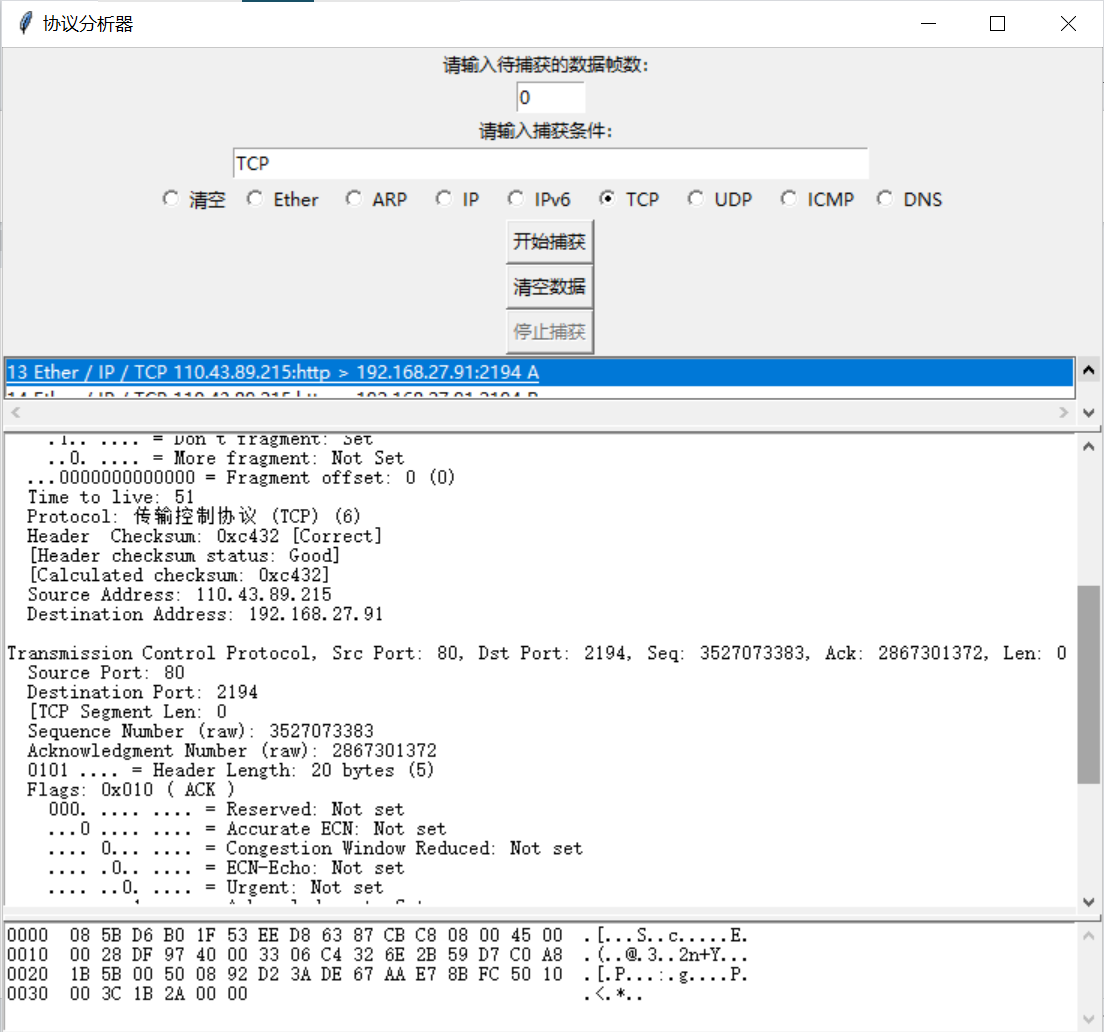 协议分析器
请输入待捕获的数据帧数:
0
请输入捕获条件:
TCP
清空 Ether ARP IP IPv6 TCP UDP ICMP DNS
开始捕获
清空数据
停止捕获
13 Ether / IP / TCP 110.43.89.215:http > 192.168.27.91:2194 A
.1.. .... = Don't fragment: Set
..0. .... = More fragment: Not Set
...0000000000000 = Fragment offset: 0 (0)
Time to live: 51
Protocol: 传输控制协议 (TCP) (6)
Header  Checksum: 0xc432 [Correct]
[Header checksum status: Good]
[Calculated checksum: 0xc432]
Source Address: 110.43.89.215
Destination Address: 192.168.27.91
Transmission Control Protocol, Src Port: 80, Dst Port: 2194, Seq: 3527073383, Ack: 2867301372, Len: 0
Source Port: 80
Destination Port: 2194
[TCP Segment Len: 0
Sequence Number (raw): 3527073383
Acknowledgment Number (raw): 2867301372
0101 .... = Header Length: 20 bytes (5)
Flags: 0x010 ( ACK )
000. .... .... = Reserved: Not set
...0 .... .... = Accurate ECN: Not set
.... 0... .... = Congestion Window Reduced: Not set
.... .0.. .... = ECN-Echo: Not set
.... ..0. .... = Urgent: Not set
0000  08 5B D6 B0 1F 53 EE D8 63 87 CB C8 08 00 45 00  .[...S..c.....E.
0010  00 28 DF 97 40 00 33 06 C4 32 6E 2B 59 D7 C0 A8  .(..@.3..2n+Y...
0020  1B 5B 00 50 08 92 D2 3A DE 67 AA E7 8B FC 50 10  .[.P...:.g....P.
0030  00 3C 1B 2A 00 00  .<.*..